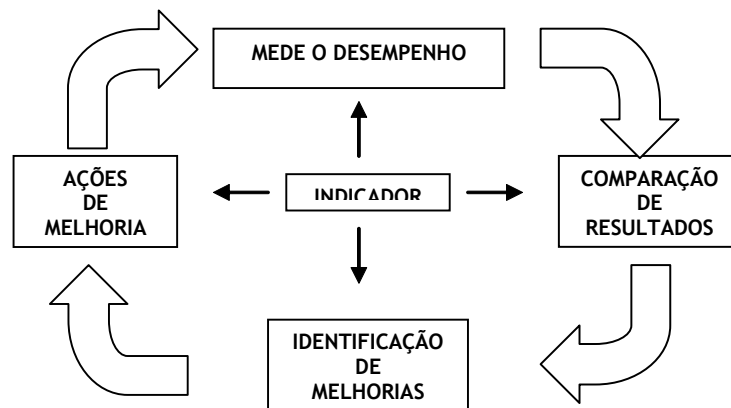 MEDE O DESEMPENHO
AÇÕES
DE
MELHORIA
INDICADOR
COMPARAÇÃO
DE
RESULTADOS
IDENTIFICAÇÃO
DE
MELHORIAS